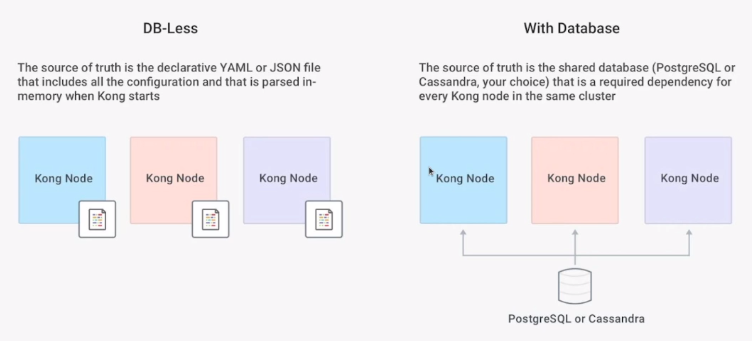 DB-Less
The source of truth is the declarative YAML or JSON file
that includes all the configuration and that is parsed in-
memory when Kong starts
Kong Node
Kong Node
Kong Node
With Database
The source of truth is the shared database (PostgreSQL or
Cassandra, your choice) that is a required dependency for
every Kong node in the same cluster
Kong Node
Kong Node
Kong Node
PostgreSQL or Cassandra